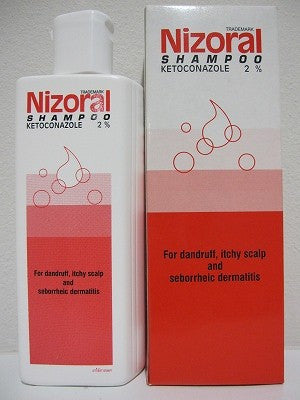 TRADEMARK
Nizoral
SHAMPOO
KETOCONAZOLE 2 %
For dandruff, itchy scalp
and
seborrheic dermatitis
TRADEMARK
Nizoral
SHAMPOO
KETOCONAZOLE 2 %
For dandruff, itchy scalp
and
seborrheic dermatitis